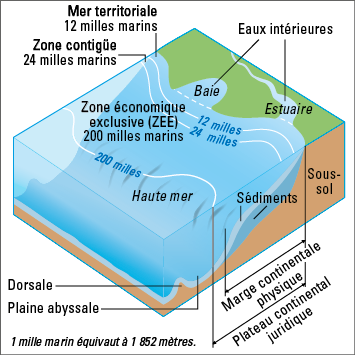 Mer territoriale
12 milles marins
Zone contigüe
24 milles marins
Eaux intérieures
Baie
Estuaire
Zone économique
exclusive (ZEE)
200 milles marins
12 milles
24 milles
200 milles
Haute mer
Sédiments
Sous-
sol
Dorsale
Plaine abyssale
Marge continentale
physique
Plateau continental
juridique
1 mille marin équivaut à 1 852 mètres.